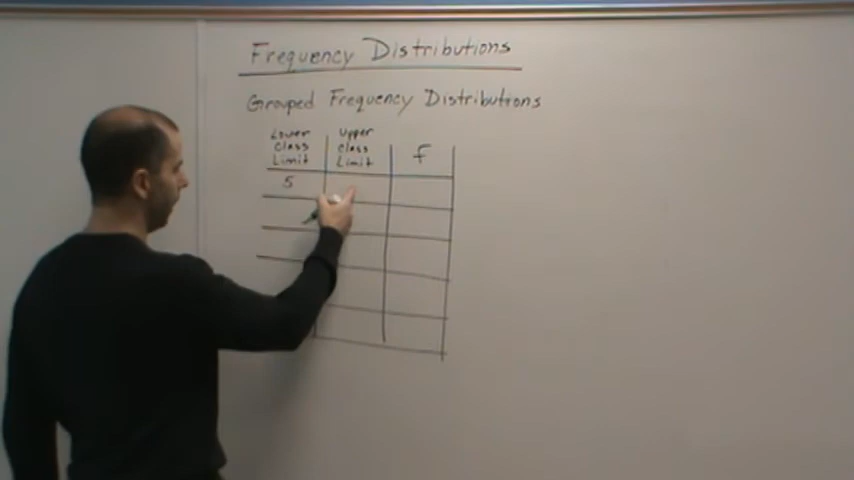 Frequency Distributions
Grouped Frequency Distributions
Lower Class Limit
Upper Class Limit
f
5